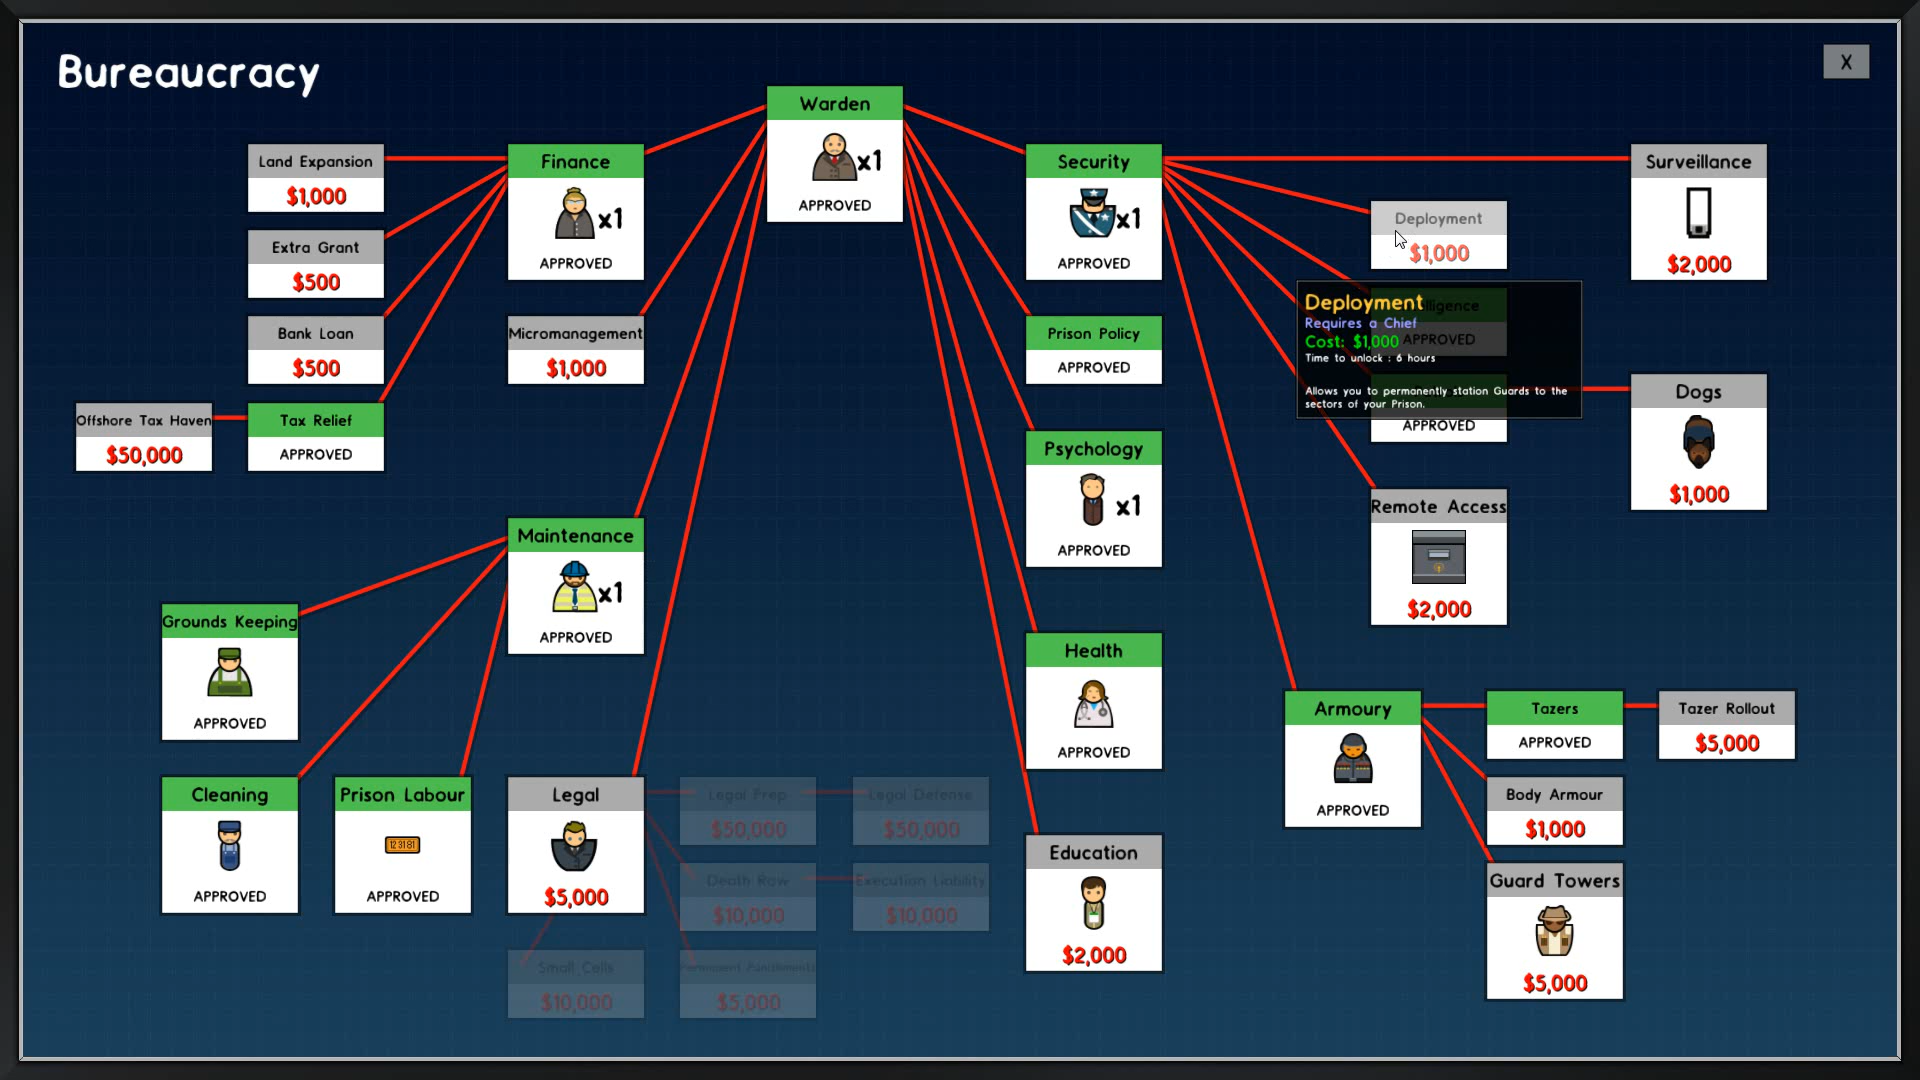 Bureaucracy
X
Warden
x1
APPROVED
Land Expansion
$1,000
Finance
x1
APPROVED
Security
x1
APPROVED
Surveillance
$2,000
Deployment
$1,000
Extra Grant
$500
Bank Loan
$500
Micromanagement
$1,000
Prison Policy
APPROVED
Deployment
Requires a Chief
Cost: $1,000
Time to unlock : 6 hours
Allows you to permanently station Guards to the
sectors of your Prison.
APPROVED
APPROVED
Dogs
$1,000
Offshore Tax Haven
$50,000
Tax Relief
APPROVED
Psychology
x1
APPROVED
Remote Access
$2,000
Maintenance
x1
APPROVED
Grounds Keeping
APPROVED
Health
APPROVED
Armoury
APPROVED
Tazers
APPROVED
Tazer Rollout
$5,000
Cleaning
APPROVED
Prison Labour
123181
APPROVED
Legal
$5,000
Legal Prep
$50,000
Legal Defense
$50,000
Body Armour
$1,000
Death Row
$10,000
Execution Liability
$10,000
Education
$2,000
Guard Towers
$5,000
Small Cells
$10,000
Permanent Punishments
$5,000